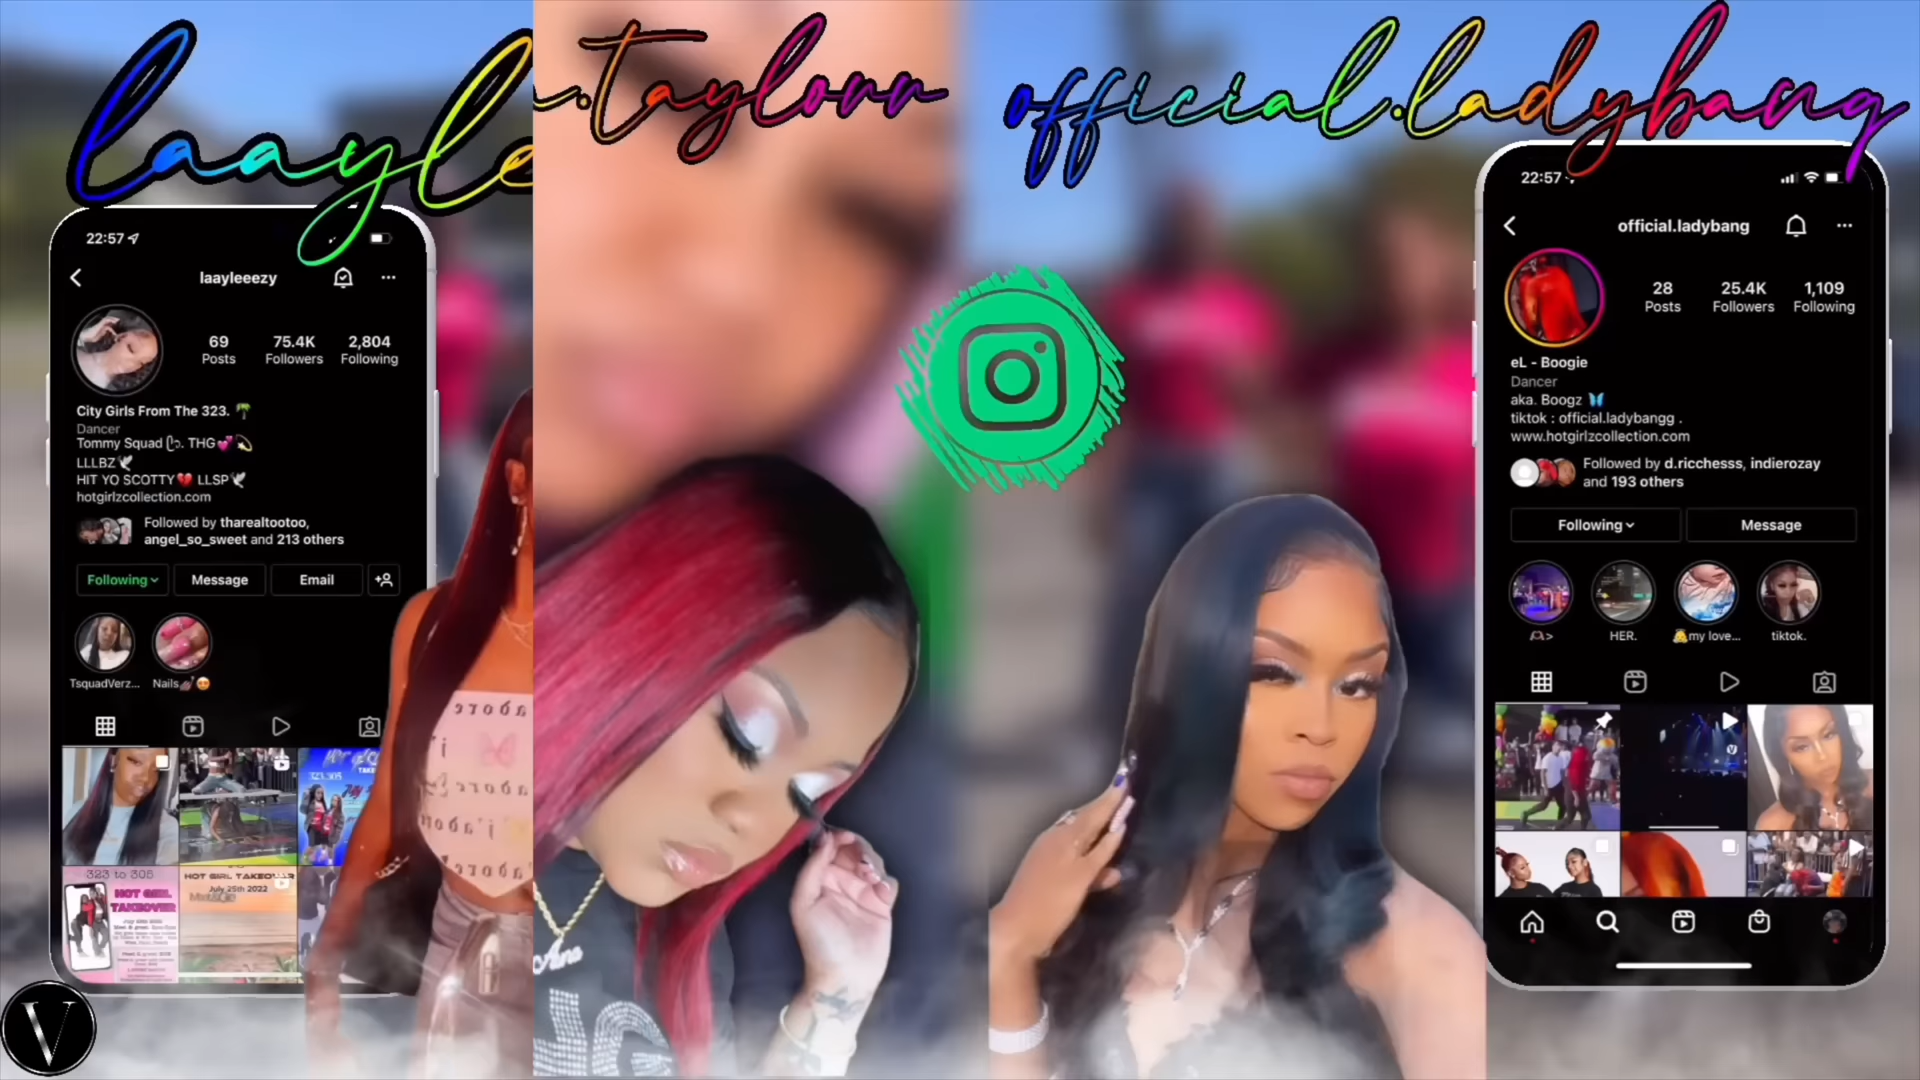 laayle
.taylorr
official.ladybang
22:57
laayleeezy
69
Posts
75.4K
Followers
2,804
Following
City Girls From The 323. 🌴
Dancer
Tommy Squad THG💕💫
LLLBZ🕊
HIT YO SCOTTY💔 LLSP🕊
hotgirlzcollection.com
Followed by tharealtootoo,
angel_so_sweet and 213 others
Following
Message
Email
TsquadVerz...
Nails💅🏿😍
323.305
323 to 305
HOT GIRL
TAKEOVER
HOT GIRL TAKEOVER
July 25th 2022
j'adore
22:57
official.ladybang
28
Posts
25.4K
Followers
1,109
Following
eL - Boogie
Dancer
aka. Boogz 🦋
tiktok : official.ladybangg .
www.hotgirlzcollection.com
Followed by d.ricchesss, indierozay
and 193 others
Following
Message
🫶🏽>
HER.
my love...
tiktok.
V